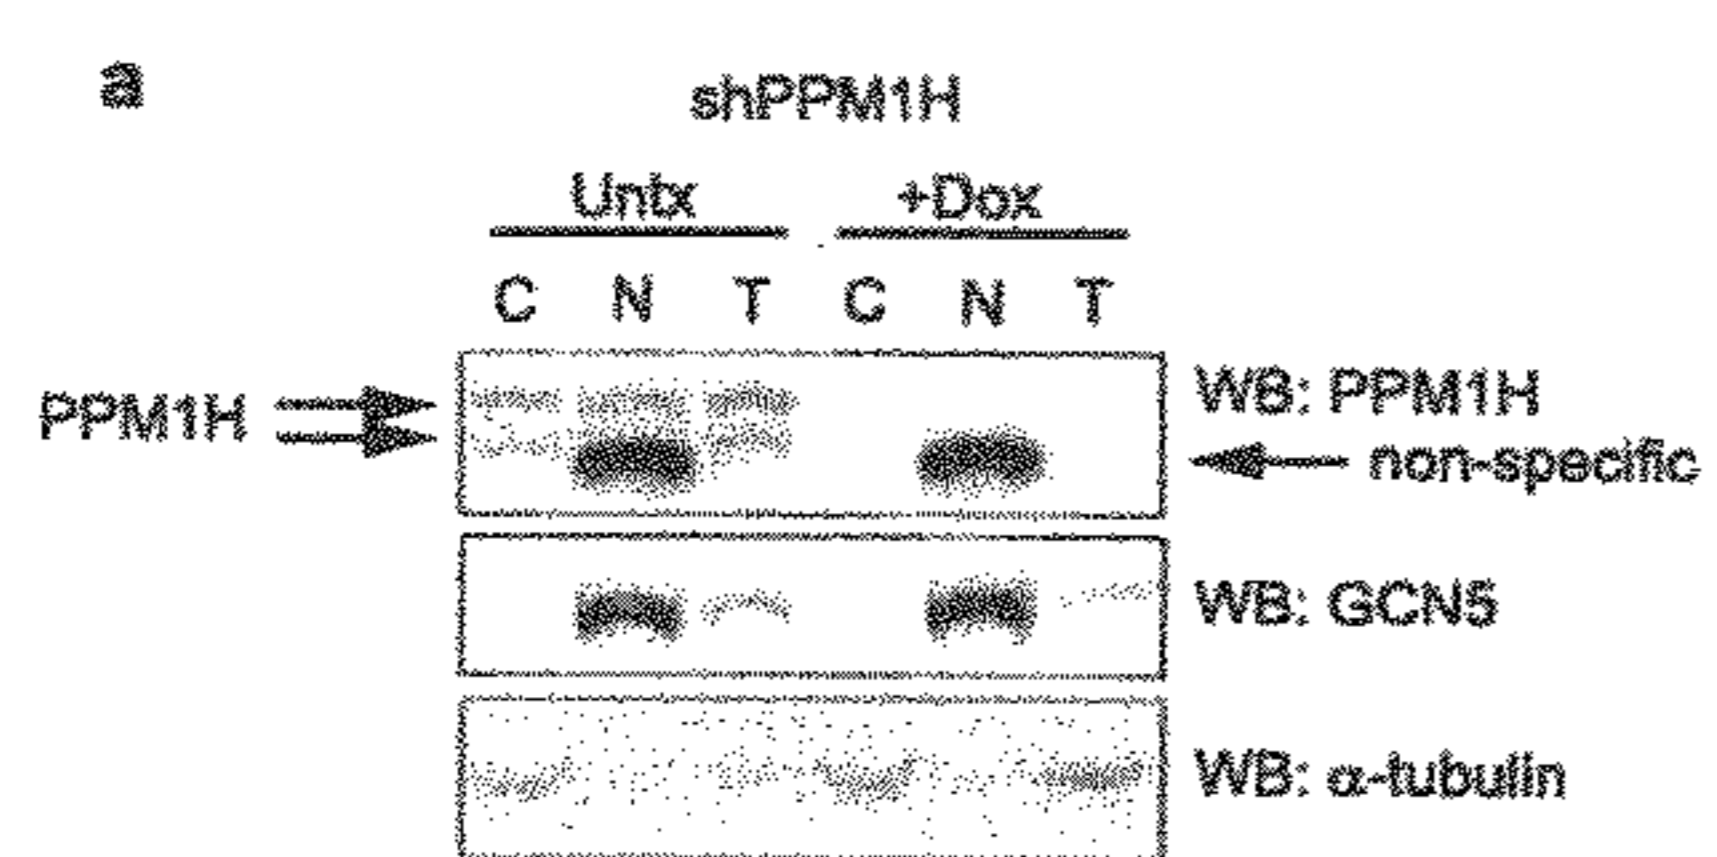 a
shPPM1H
Untx +Dox
C N T C N T
PPM1H
WB: PPM1H
non-specific
WB: GCN5
WB: α-tubulin